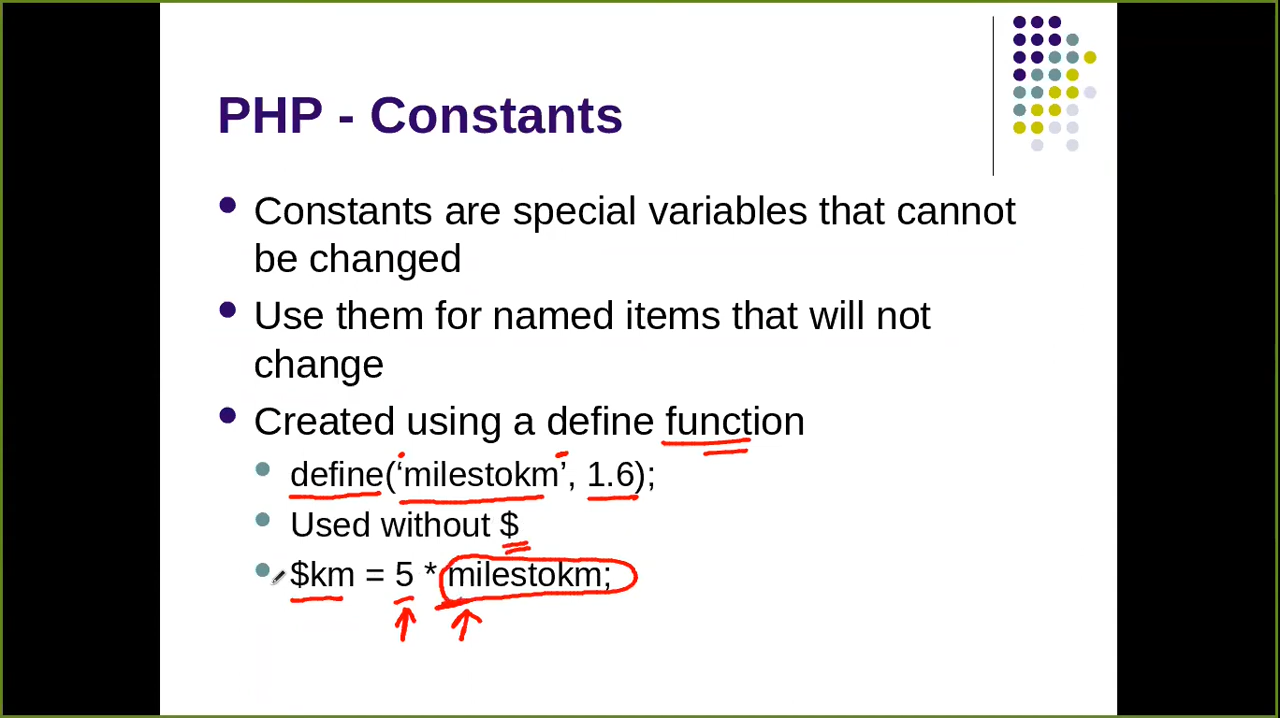 PHP - Constants
Constants are special variables that cannot
be changed
Use them for named items that will not
change
Created using a define function
define(‘milestokm’, 1.6);
Used without $
$km = 5 * milestokm;